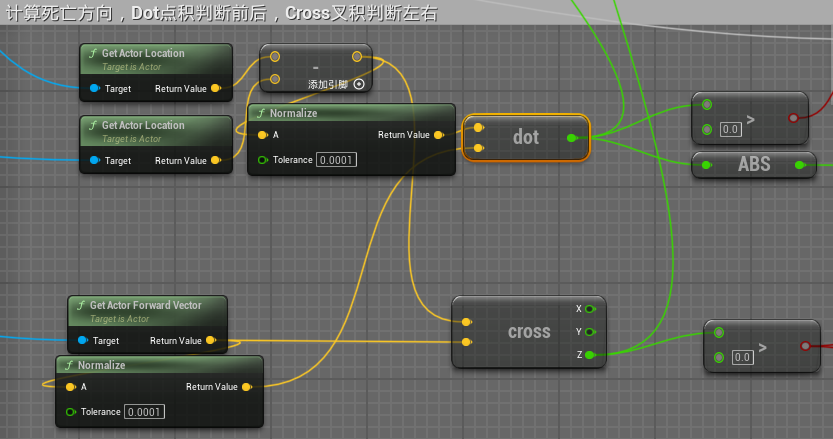 计算死亡方向，Dot点积判断前后，Cross叉积判断左右
f Get Actor Location
Target is Actor
Target Return Value
-
添加引脚
f Get Actor Location
Target is Actor
Target Return Value
f Normalize
A Return Value
Tolerance 0.0001
dot
0.0 >
ABS
f Get Actor Forward Vector
Target is Actor
Target Return Value
f Normalize
A Return Value
Tolerance 0.0001
cross
X
Y
Z
0.0 >